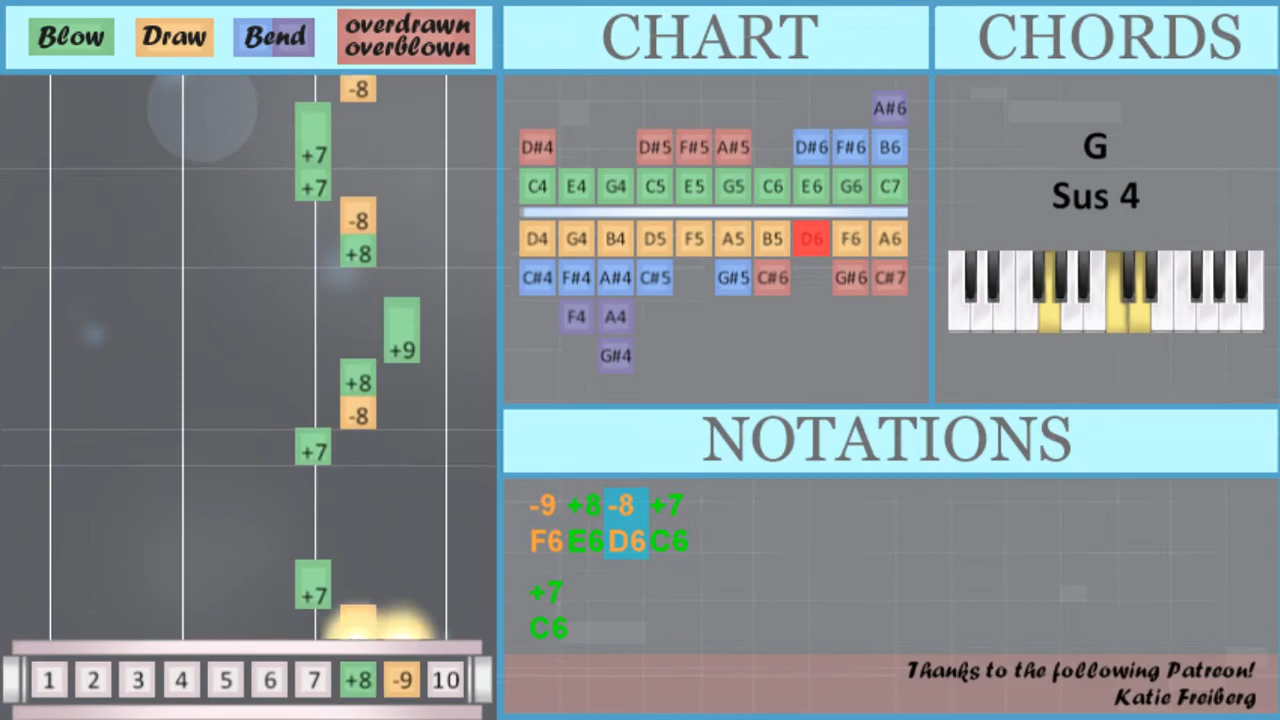 Blow Draw Bend overdrawn
overblown
CHART
CHORDS
-8
+7
+7
-8
+8
+9
+8
-8
+7
+7
1 2 3 4 5 6 7 +8 -9 10
A#6
D#4 D#5 F#5 A#5 D#6 F#6 B6
C4 E4 G4 C5 E5 G5 C6 E6 G6 C7
D4 G4 B4 D5 F5 A5 B5 D6 F6 A6
C#4 F#4 A#4 C#5 G#5 C#6 G#6 C#7
F4 A4
G#4
G
Sus 4
NOTATIONS
-9 +8 -8 +7
F6 E6 D6 C6
+7
C6
Thanks to the following Patreon!
Katie Freiberg